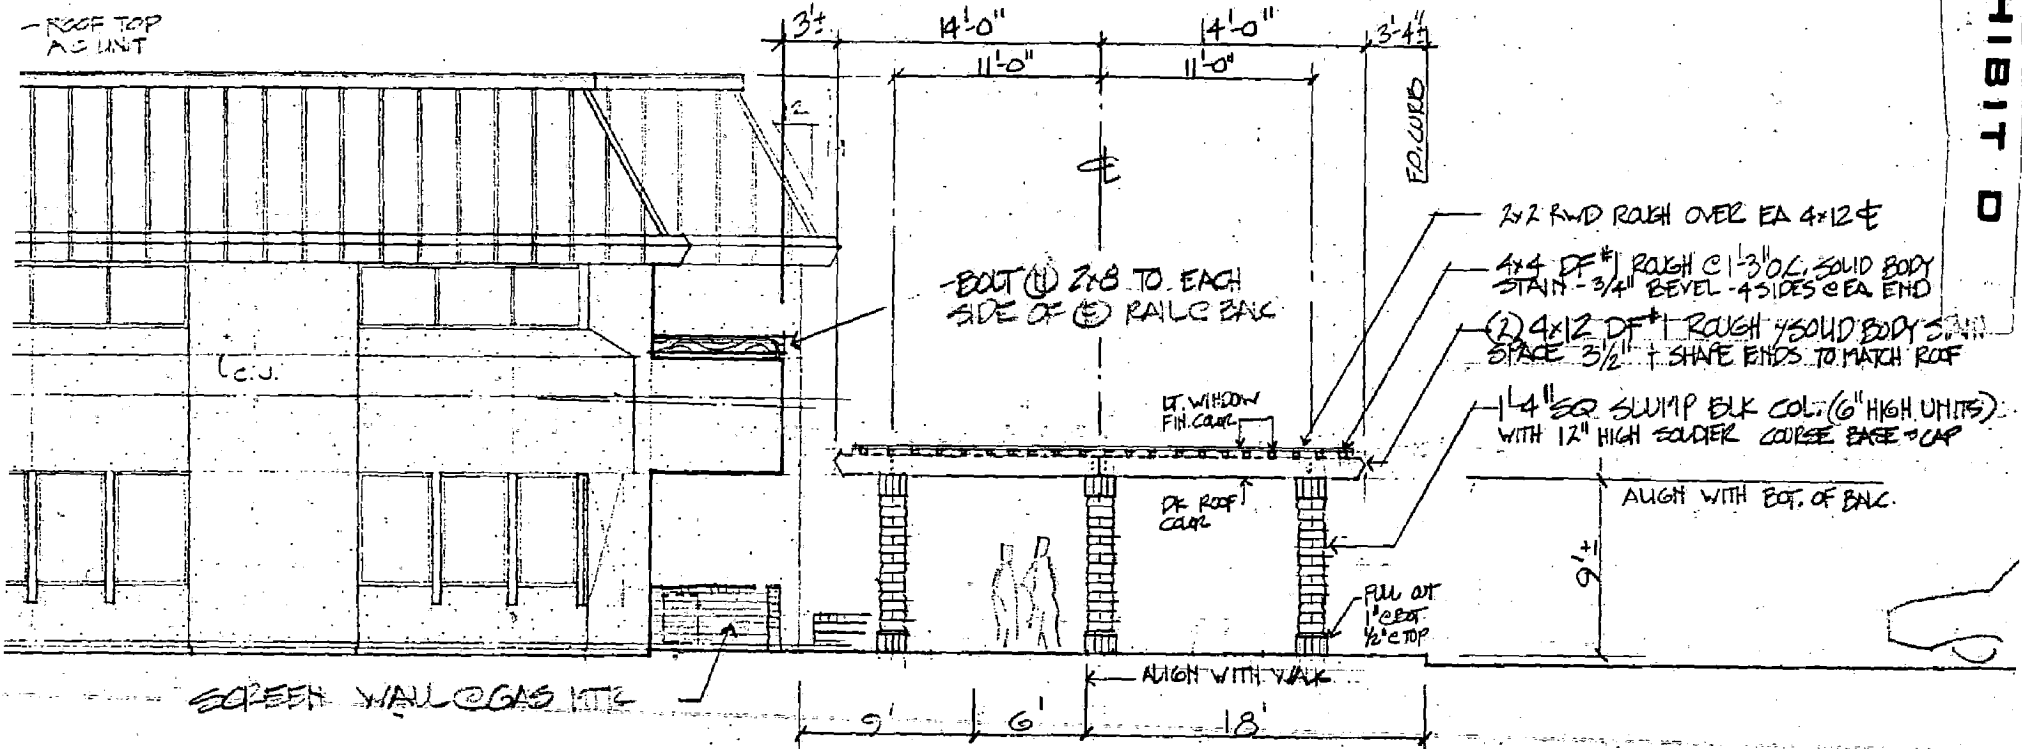 - ROOF TOP
AC UNIT
3'±
14'-0"
14'-0"
3'-4"±
11'-0"
11'-0"
F.O. CURB
HIBIT D
2
℄
2x2 RWD ROUGH OVER EA 4x12 ℄
4x4 DF #1 ROUGH @ 1'-3" O.C. SOLID BODY
STAIN - 3/4" BEVEL - 4 SIDES @ EA. END
(2) 4x12 DF #1 ROUGH SOLID BODY
SPACE 3½" + SHAPE ENDS TO MATCH ROOF
1'-4" SQ SLUMP BLK COL. (6" HIGH UNITS)
WITH 12" HIGH SOLDIER COURSE BASE CAP
- BOLT (N) 2x8 TO EACH
SIDE OF (E) RAIL @ BALC
C.J.
LT. WINDOW
FIN. COLOR
DK ROOF
COLOR
ALIGN WITH BOT. OF BALC.
9'±
FULL OUT
1" @ BOT
½" @ TOP
ALIGN WITH WALK
SCREEN WALL @ GAS MTR
9'
6'
18'